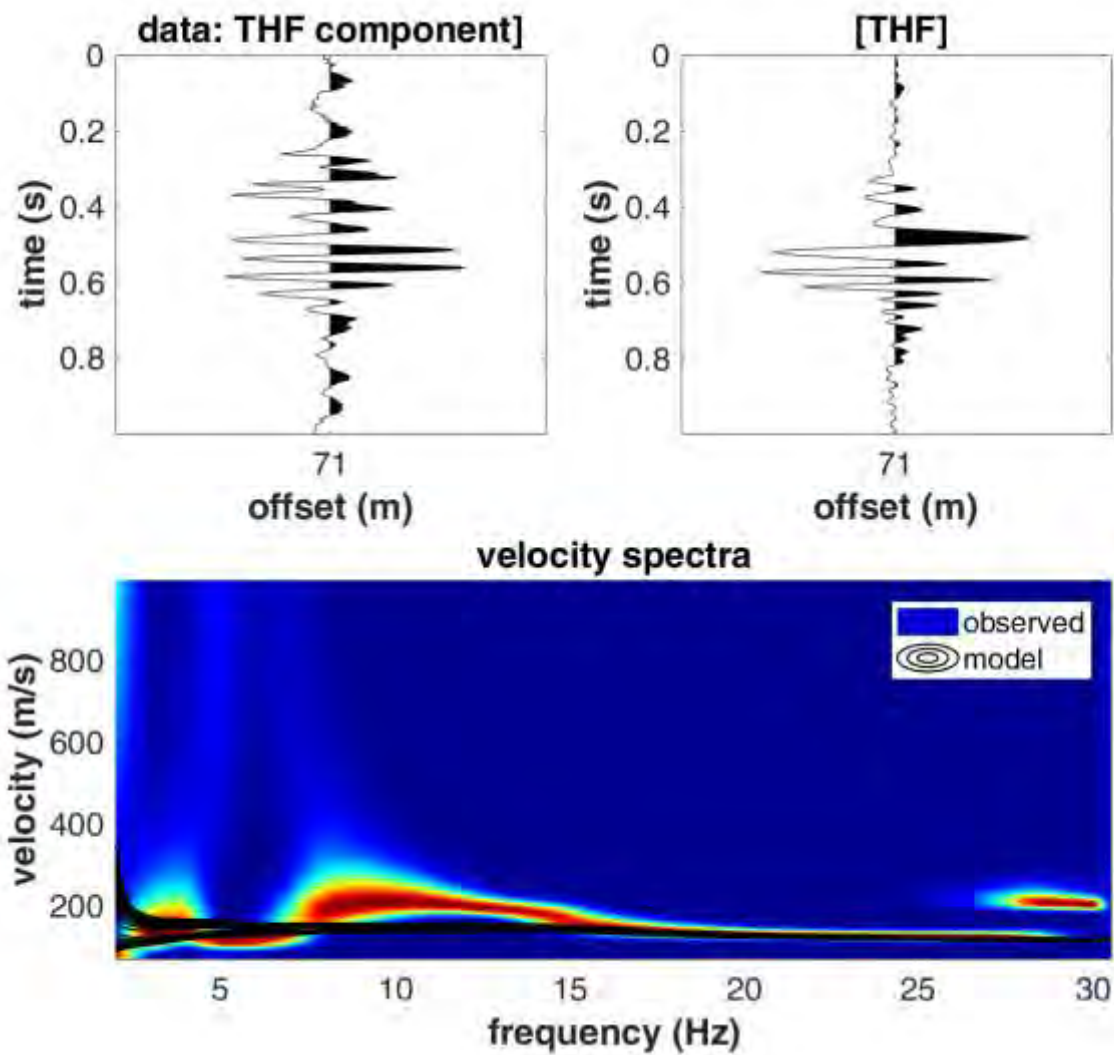 data: THF component]
[THF]
0
0.2
0.4
0.6
0.8
time (s)
71
offset (m)
0
0.2
0.4
0.6
0.8
time (s)
71
offset (m)
velocity spectra
800
600
400
200
velocity (m/s)
observed
model
5 10 15 20 25 30
frequency (Hz)